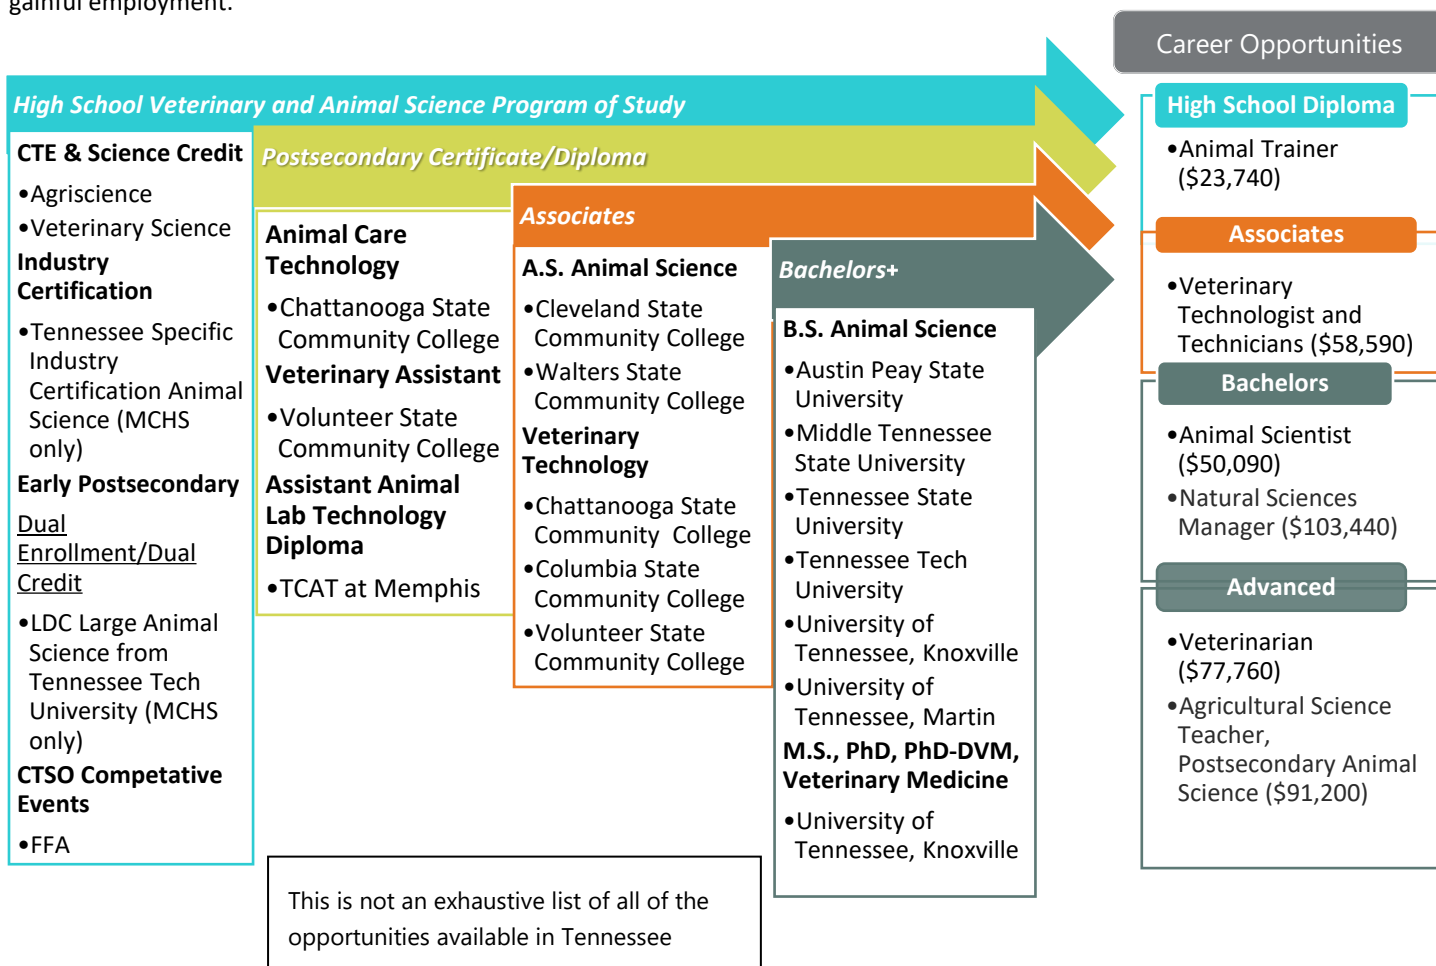 gainful employment.
Career Opportunities
High School Veterinary and Animal Science Program of Study
CTE & Science Credit
•Agriscience
•Veterinary Science
Industry
Certification
•Tennessee Specific
Industry
Certification Animal
Science (MCHS
only)
Early Postsecondary
Dual
Enrollment/Dual
Credit
•LDC Large Animal
Science from
Tennessee Tech
University (MCHS
only)
CTSO Competative
Events
•FFA
Postsecondary Certificate/Diploma
Animal Care
Technology
•Chattanooga State
Community College
Veterinary Assistant
•Volunteer State
Community College
Assistant Animal
Lab Technology
Diploma
•TCAT at Memphis
Associates
A.S. Animal Science
•Cleveland State
Community College
•Walters State
Community College
Veterinary
Technology
•Chattanooga State
Community College
•Columbia State
Community College
•Volunteer State
Community College
Bachelors+
B.S. Animal Science
•Austin Peay State
University
•Middle Tennessee
State University
•Tennessee State
University
•Tennessee Tech
University
•University of
Tennessee, Knoxville
•University of
Tennessee, Martin
M.S., PhD, PhD-DVM,
Veterinary Medicine
•University of
Tennessee, Knoxville
High School Diploma
•Animal Trainer
($23,740)
Associates
•Veterinary
Technologist and
Technicians ($58,590)
Bachelors
•Animal Scientist
($50,090)
•Natural Sciences
Manager ($103,440)
Advanced
•Veterinarian
($77,760)
•Agricultural Science
Teacher,
Postsecondary Animal
Science ($91,200)
This is not an exhaustive list of all of the
opportunities available in Tennessee